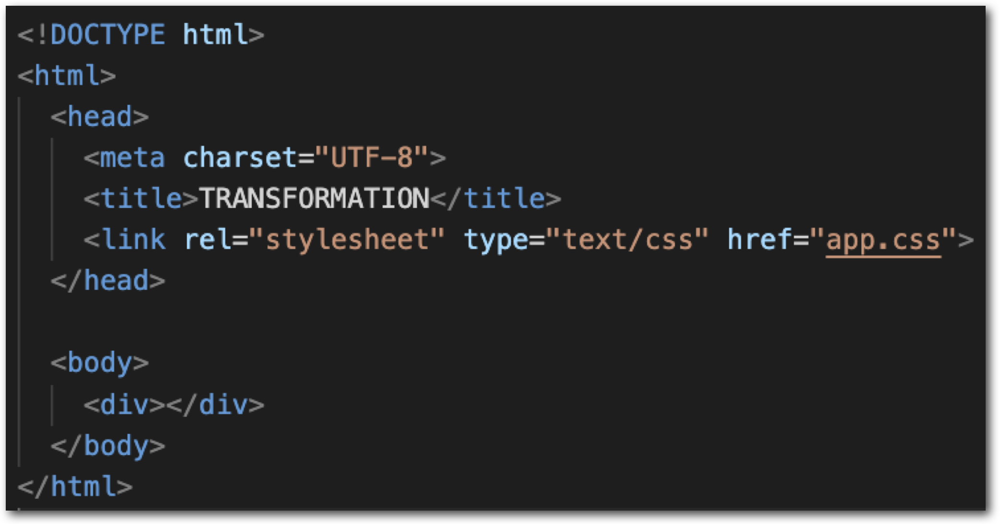 <!DOCTYPE html>
<html>
<head>
<meta charset="UTF-8">
<title>TRANSFORMATION</title>
<link rel="stylesheet" type="text/css" href="app.css">
</head>
<body>
<div></div>
</body>
</html>